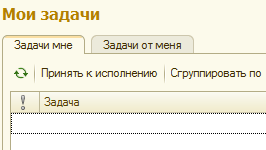 Мои задачи
Задачи мне Задачи от меня
Принять к исполнению Сгруппировать по
! Задача